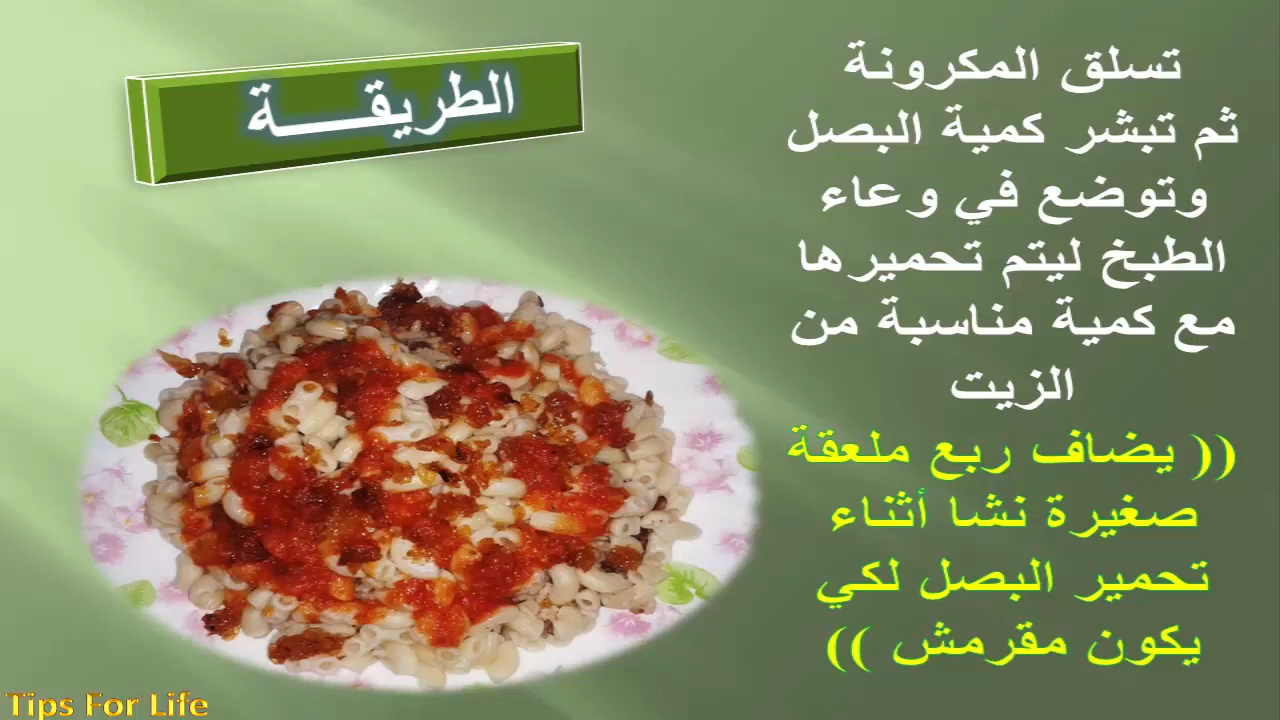 الطريقـــــة
تسلق المكرونة
ثم تبشر كمية البصل
وتوضع في وعاء
الطبخ ليتم تحميرها
مع كمية مناسبة من
الزيت
(( يضاف ربع ملعقة
صغيرة نشا أثناء
تحمير البصل لكي
يكون مقرمش ))
Tips For Life